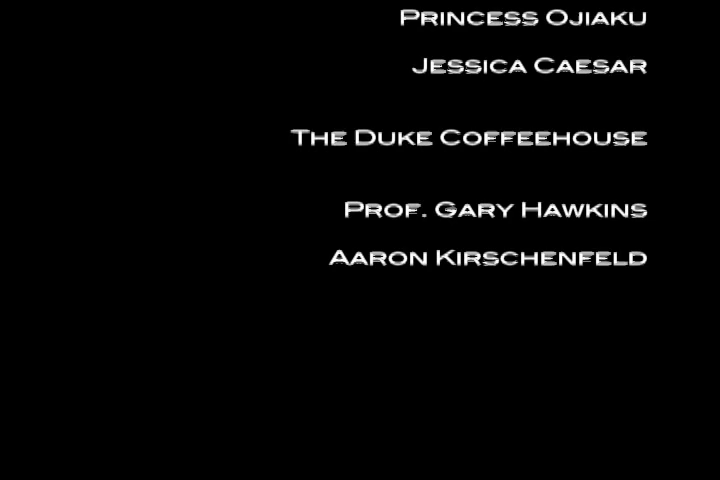 Princess Ojiaku
Jessica Caesar
The Duke Coffeehouse
Prof. Gary Hawkins
Aaron Kirschenfeld